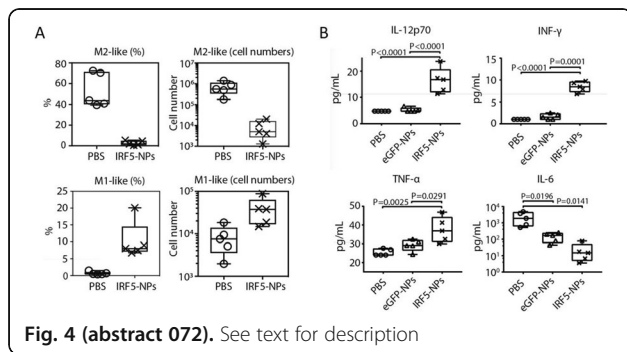 A
M2-like (%)
80
60
40
20
0
%
PBS
IRF5-NPs
M2-like (cell numbers)
10⁷
10⁶
10⁵
10⁴
10³
Cell number
PBS
IRF5-NPs
M1-like (%)
25
20
15
10
5
0
%
PBS
IRF5-NPs
M1-like (cell numbers)
10⁵
10⁴
10³
Cell number
PBS
IRF5-NPs
B
IL-12p70
P<0.0001
P<0.0001
20
10
0
pg/mL
PBS
eGFP-NPs
IRF5-NPs
INF-γ
P=0.0001
P<0.0001
15
10
5
0
pg/mL
PBS
eGFP-NPs
IRF5-NPs
TNF-α
P=0.0291
P=0.0025
50
40
30
20
pg/mL
PBS
eGFP-NPs
IRF5-NPs
IL-6
P=0.0196
P=0.0141
10⁴
10³
10²
10¹
10⁰
pg/mL
PBS
eGFP-NPs
IRF5-NPs
Fig. 4 (abstract 072). See text for description